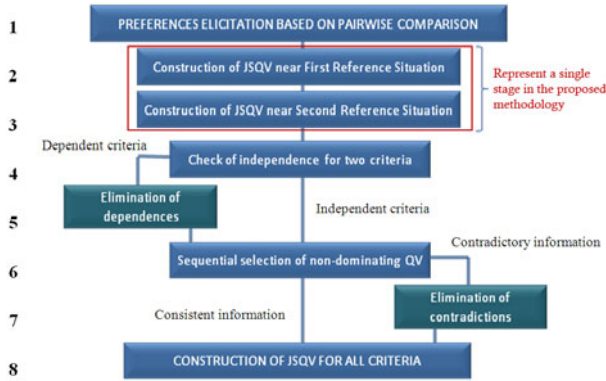 1
PREFERENCES ELICITATION BASED ON PAIRWISE COMPARISON
2
Construction of JSQV near First Reference Situation
Represent a single
stage in the proposed
methodology
Construction of JSQV near Second Reference Situation
3
Dependent criteria
Check of independence for two criteria
4
Elimination of
dependences
Independent criteria
5
Contradictory information
Sequential selection of non-dominating QV
6
Elimination of
contradictions
Consistent information
7
CONSTRUCTION OF JSQV FOR ALL CRITERIA
8